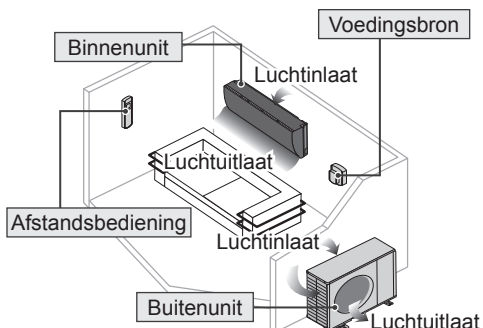 Voedingsbron
Binnenunit
Luchtinlaat
Luchtuitlaat
Afstandsbediening
Luchtinlaat
Buitenunit
Luchtuitlaat